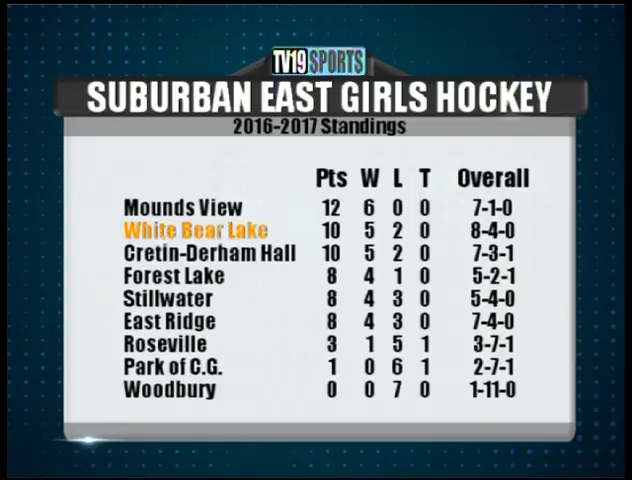 TV19 SPORTS
SUBURBAN EAST GIRLS HOCKEY
2016-2017 Standings
Pts W L T Overall
Mounds View 12 6 0 0 7-1-0
White Bear Lake 10 5 2 0 8-4-0
Cretin-Derham Hall 10 5 2 0 7-3-1
Forest Lake 8 4 1 0 5-2-1
Stillwater 8 4 3 0 5-4-0
East Ridge 8 4 3 0 7-4-0
Roseville 3 1 5 1 3-7-1
Park of C.G. 1 0 6 1 2-7-1
Woodbury 0 0 7 0 1-11-0